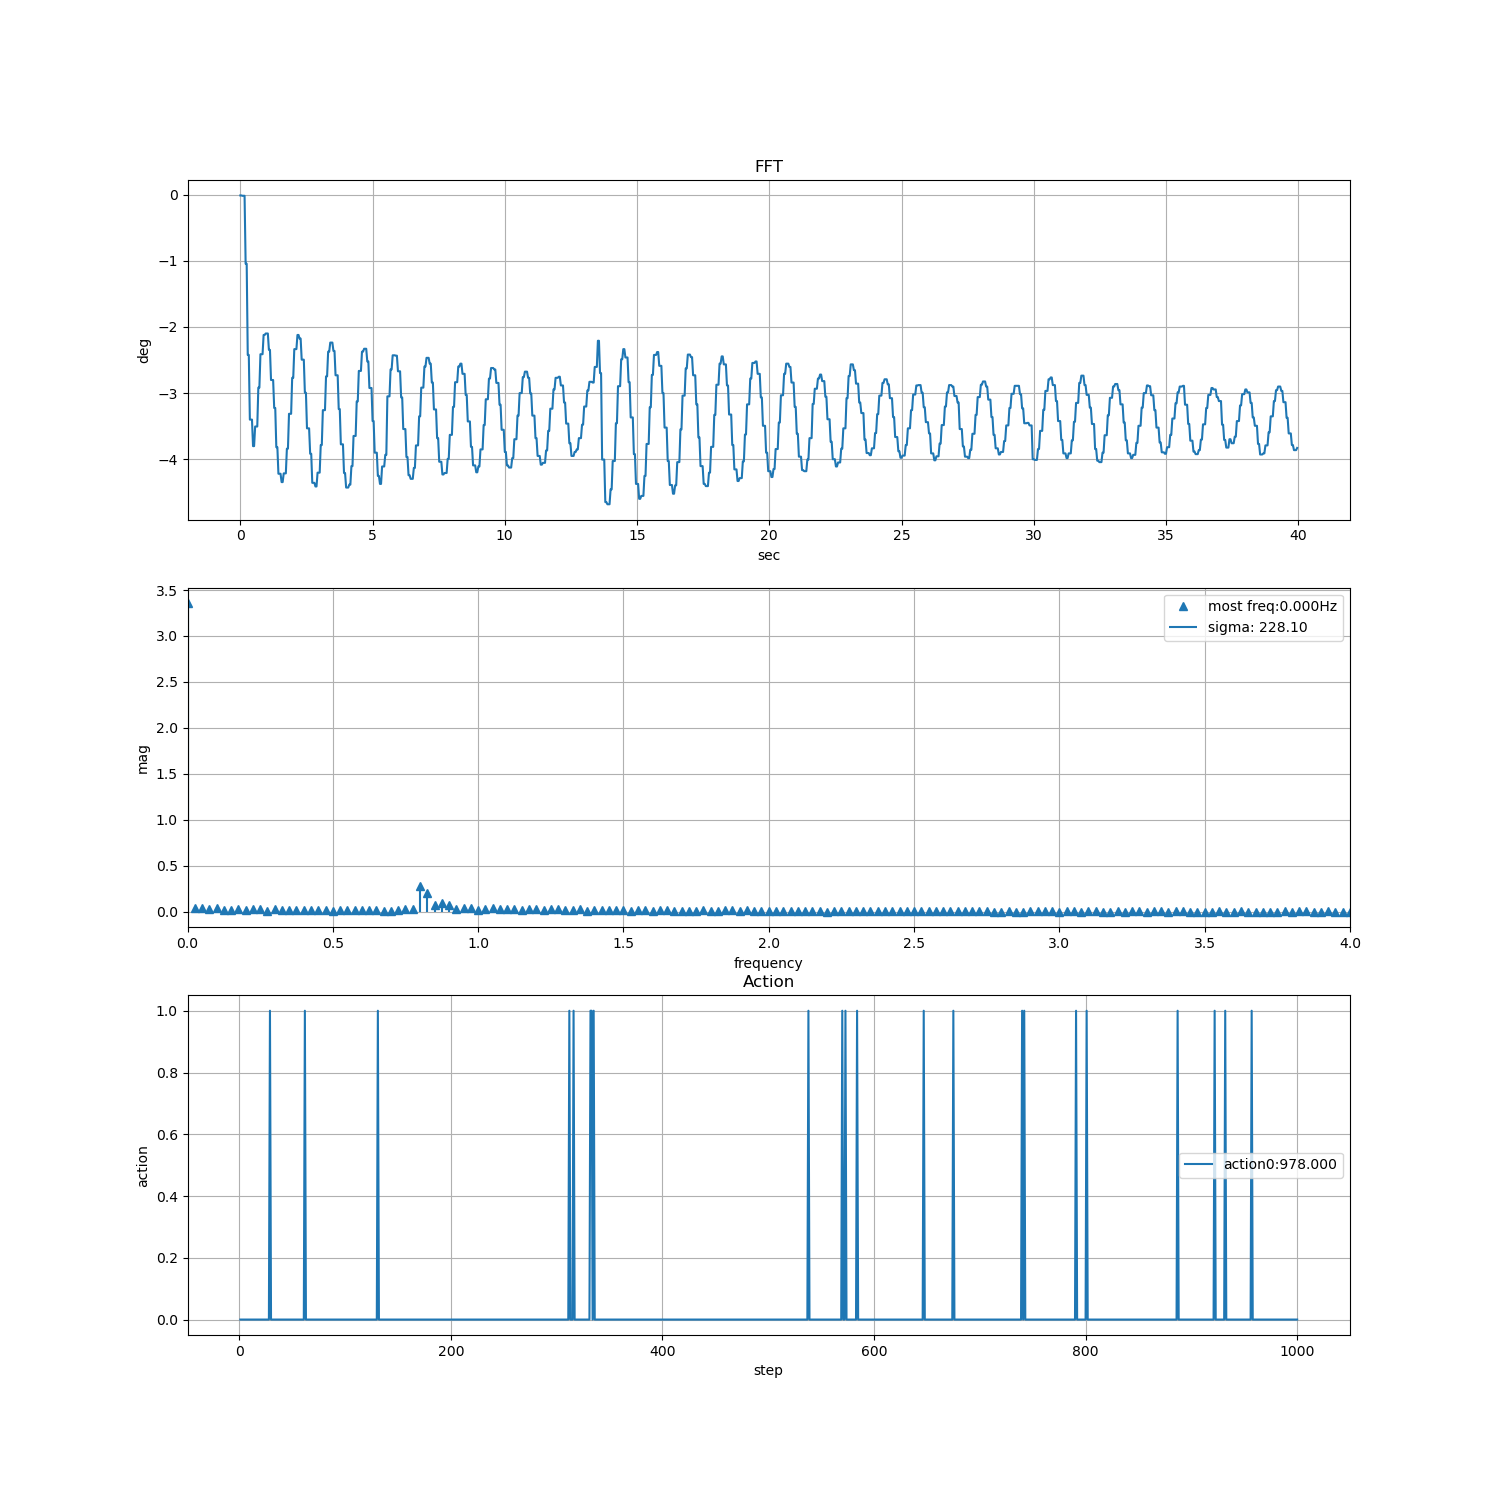 FFT
0
−1
−2
−3
−4
deg
0 5 10 15 20 25 30 35 40
sec
3.5
3.0
2.5
2.0
1.5
1.0
0.5
0.0
mag
most freq:0.000Hz
sigma: 228.10
0.0 0.5 1.0 1.5 2.0 2.5 3.0 3.5 4.0
frequency
Action
1.0
0.8
0.6
0.4
0.2
0.0
action
action0:978.000
0 200 400 600 800 1000
step